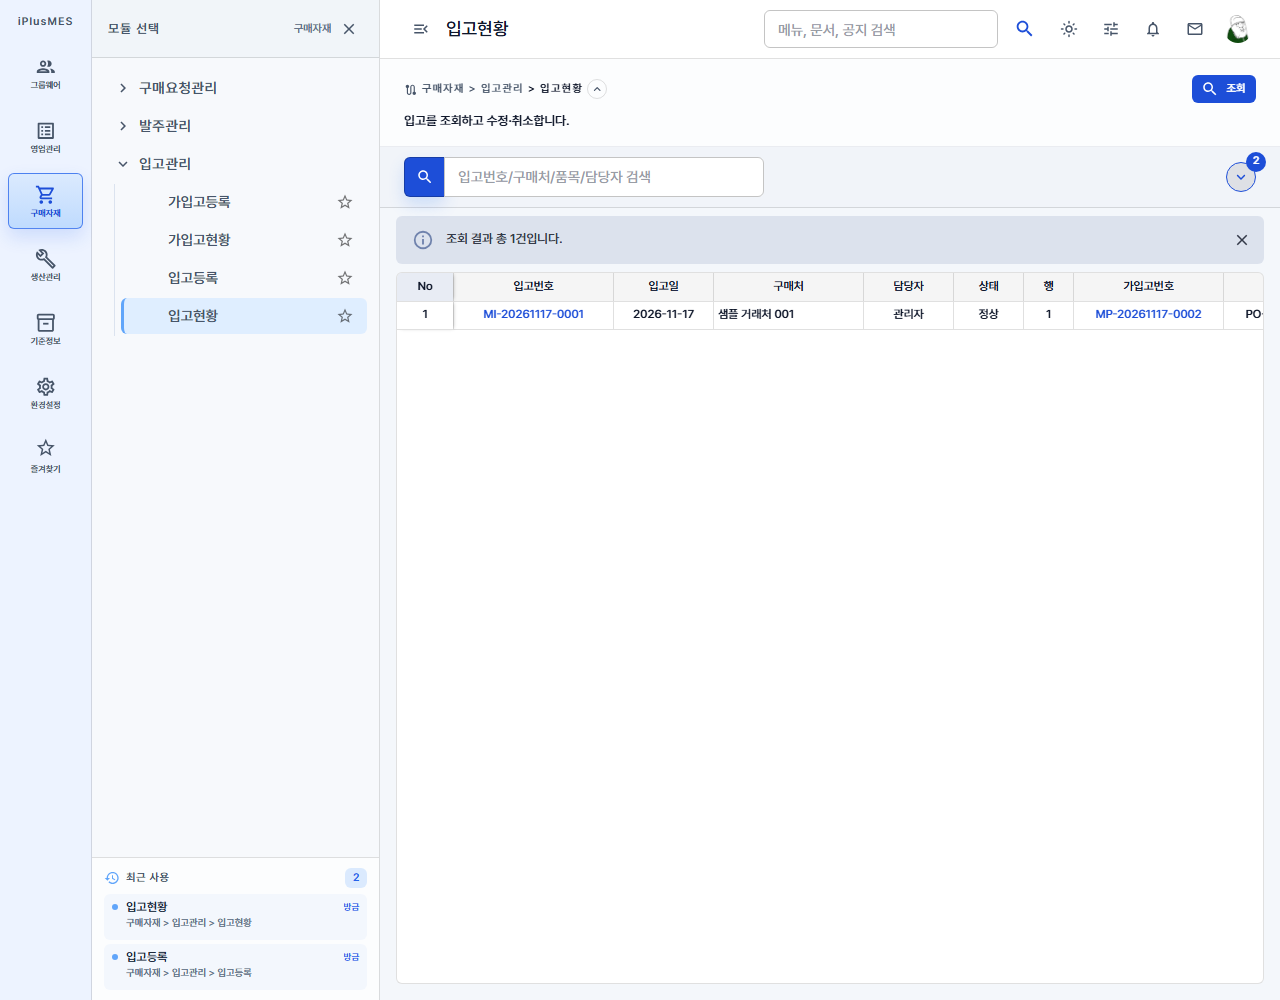 iPlusMES
그룹웨어
영업관리
구매자재
생산관리
기준정보
환경설정
즐겨찾기
모듈 선택
구매자재
구매요청관리
발주관리
입고관리
가입고등록
가입고현황
입고등록
입고현황
최근 사용
2
입고현황
방금
구매자재 > 입고관리 > 입고현황
입고등록
방금
구매자재 > 입고관리 > 입고등록
입고현황
메뉴, 문서, 공지 검색
구매자재 > 입고관리 > 입고현황
조회
입고를 조회하고 수정·취소합니다.
입고번호/구매처/품목/담당자 검색
2
조회 결과 총 1건입니다.
No 입고번호 입고일 구매처 담당자 상태 행 가입고번호
1 MI-20261117-0001 2026-11-17 샘플 거래처 001 관리자 정상 1 MP-20261117-0002 PO-